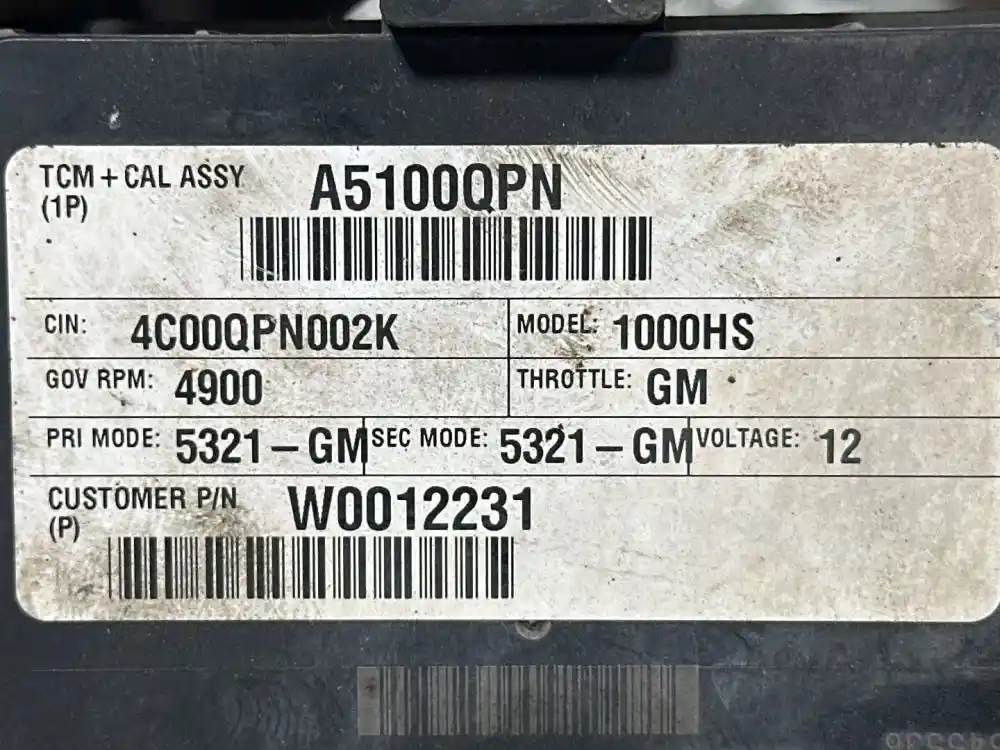 TCM + CAL ASSY A5100QPN
(1P)
CIN: 4C00QPN002K MODEL: 1000HS
GOV RPM: 4900 THROTTLE: GM
PRI MODE: 5321 – GM SEC MODE: 5321 – GM VOLTAGE: 12
CUSTOMER P/N W0012231
(P)